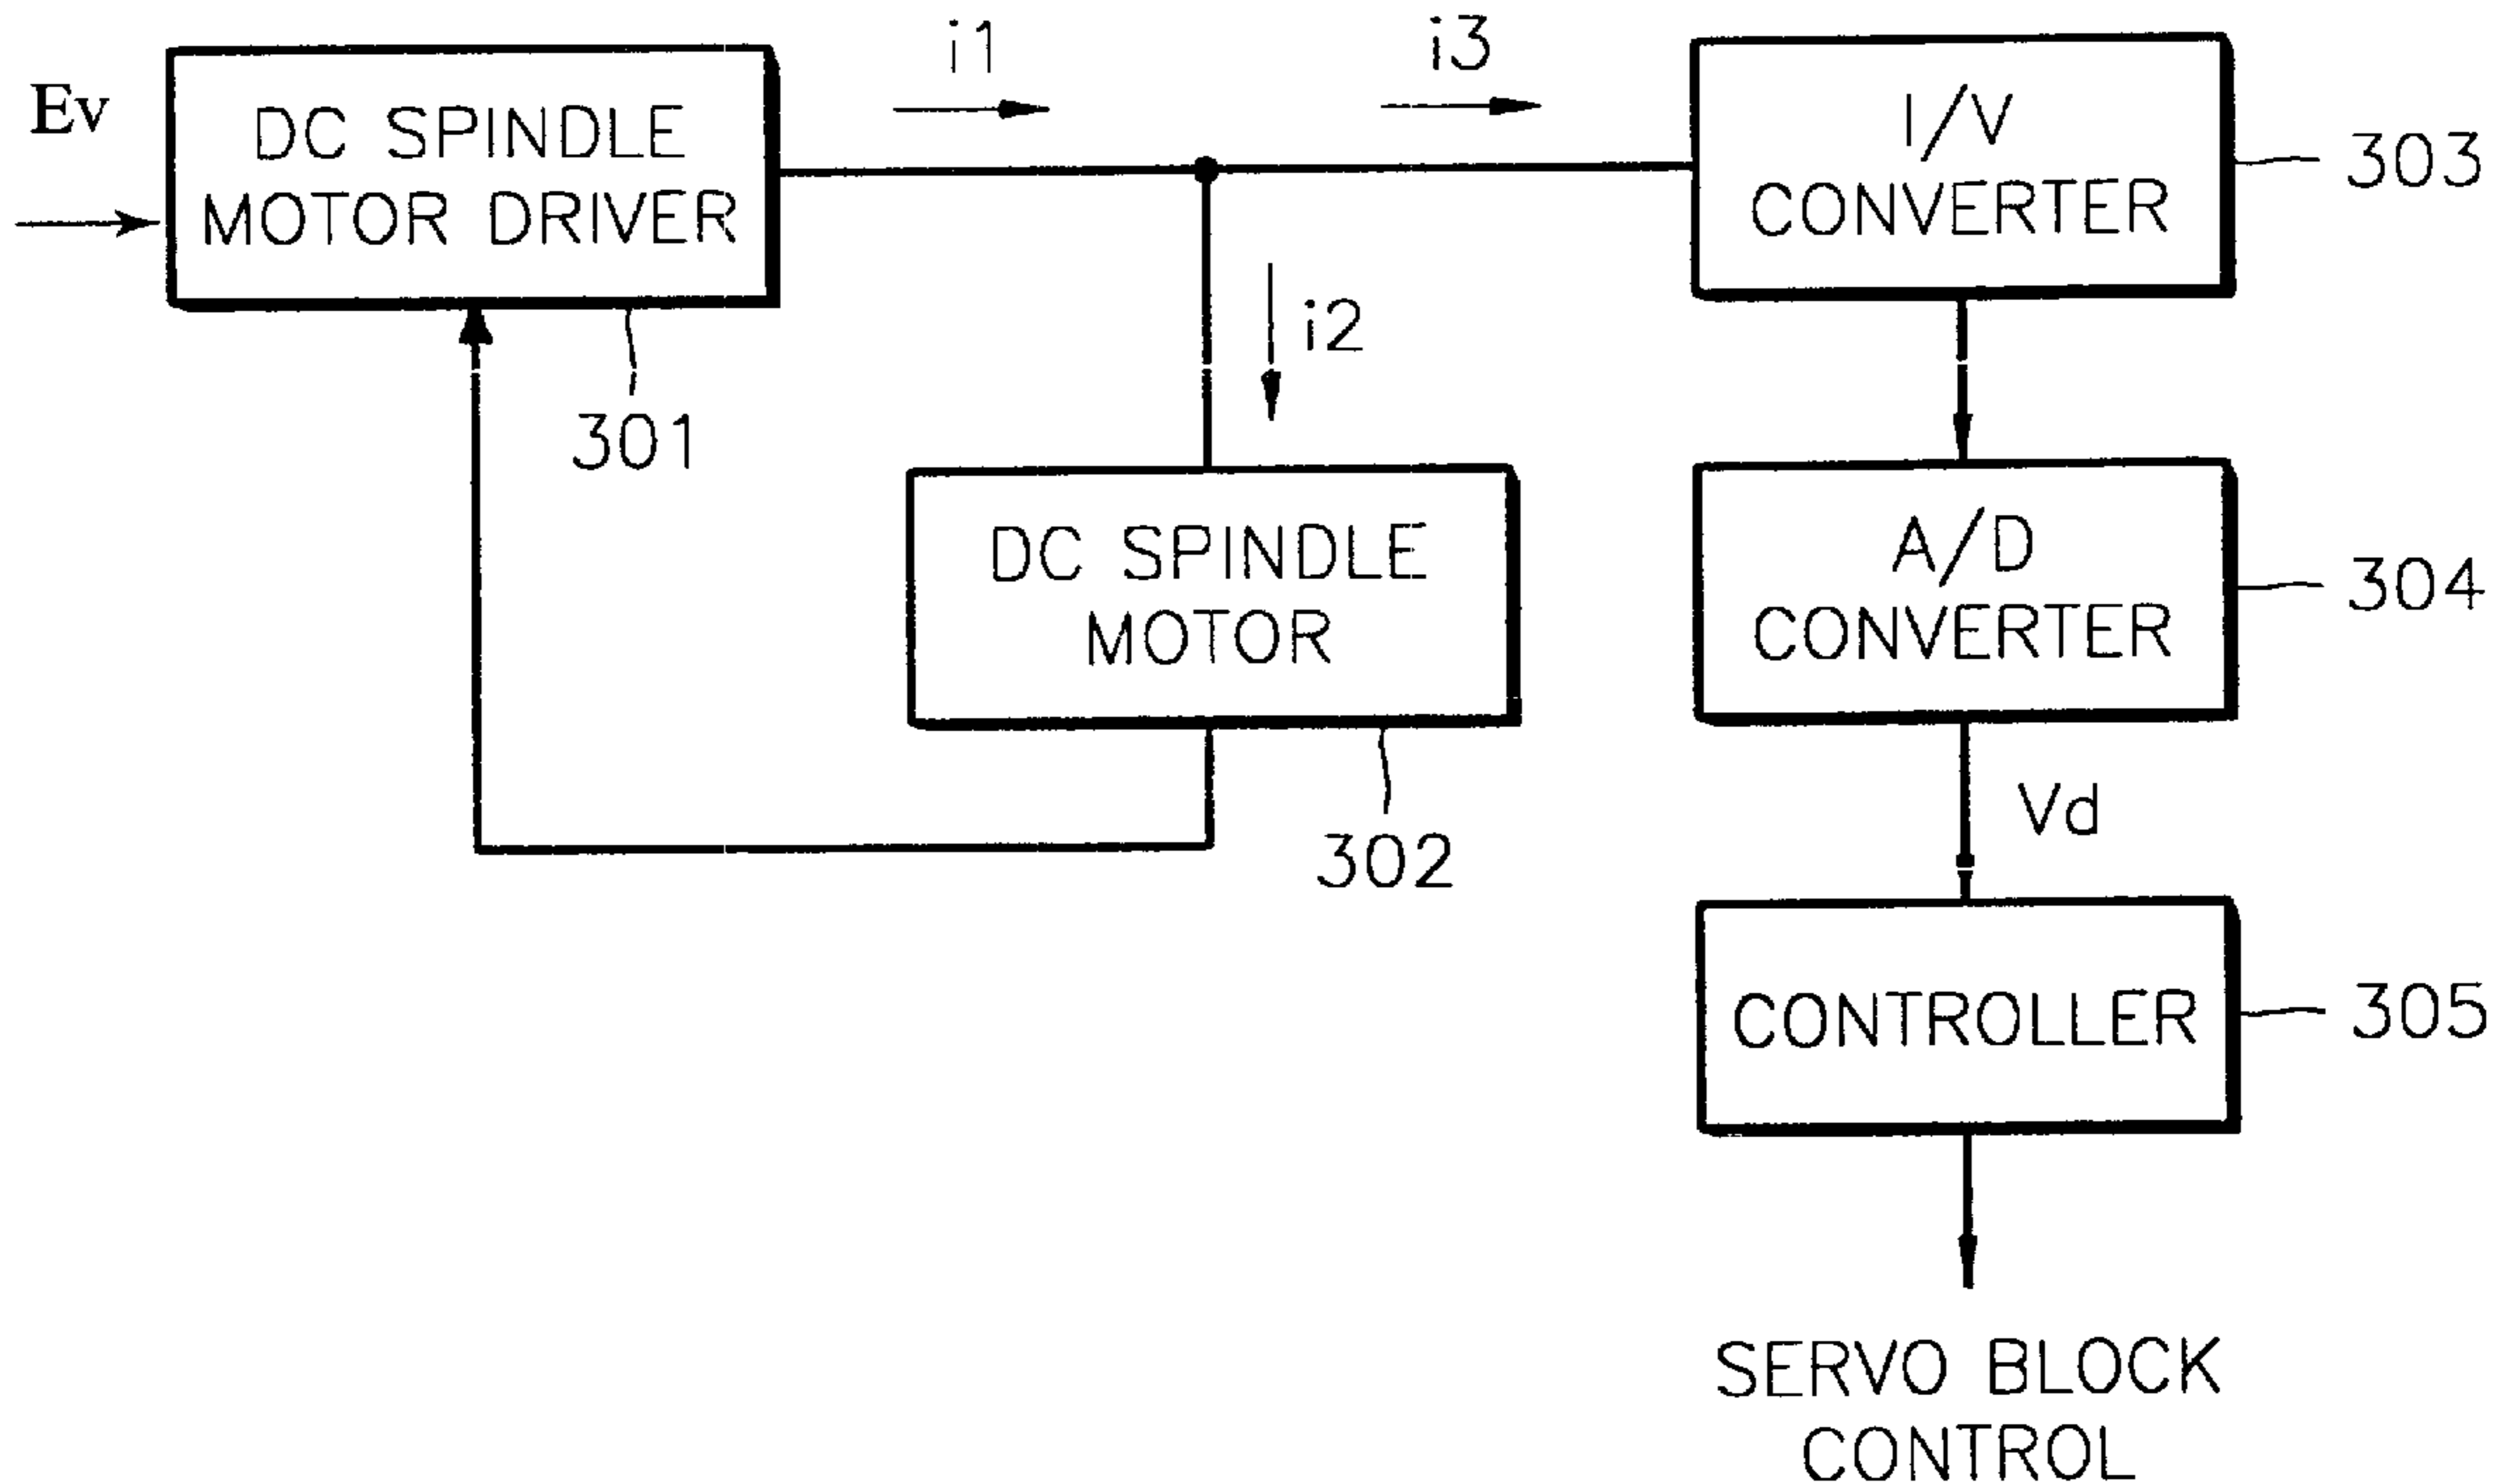 Ev
DC SPINDLE
MOTOR DRIVER
301
i1
i3
i2
I/V
CONVERTER
303
DC SPINDLE
MOTOR
302
A/D
CONVERTER
304
Vd
CONTROLLER
305
SERVO BLOCK
CONTROL